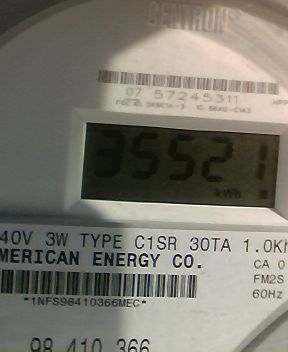 CENTRON
07 57245311
35521
kWh
40V 3W TYPE C1SR 30TA 1.0Kh
MERICAN ENERGY CO.
CA 0
FM2S
60Hz
*1NFS98410366MEC*
98 410 366